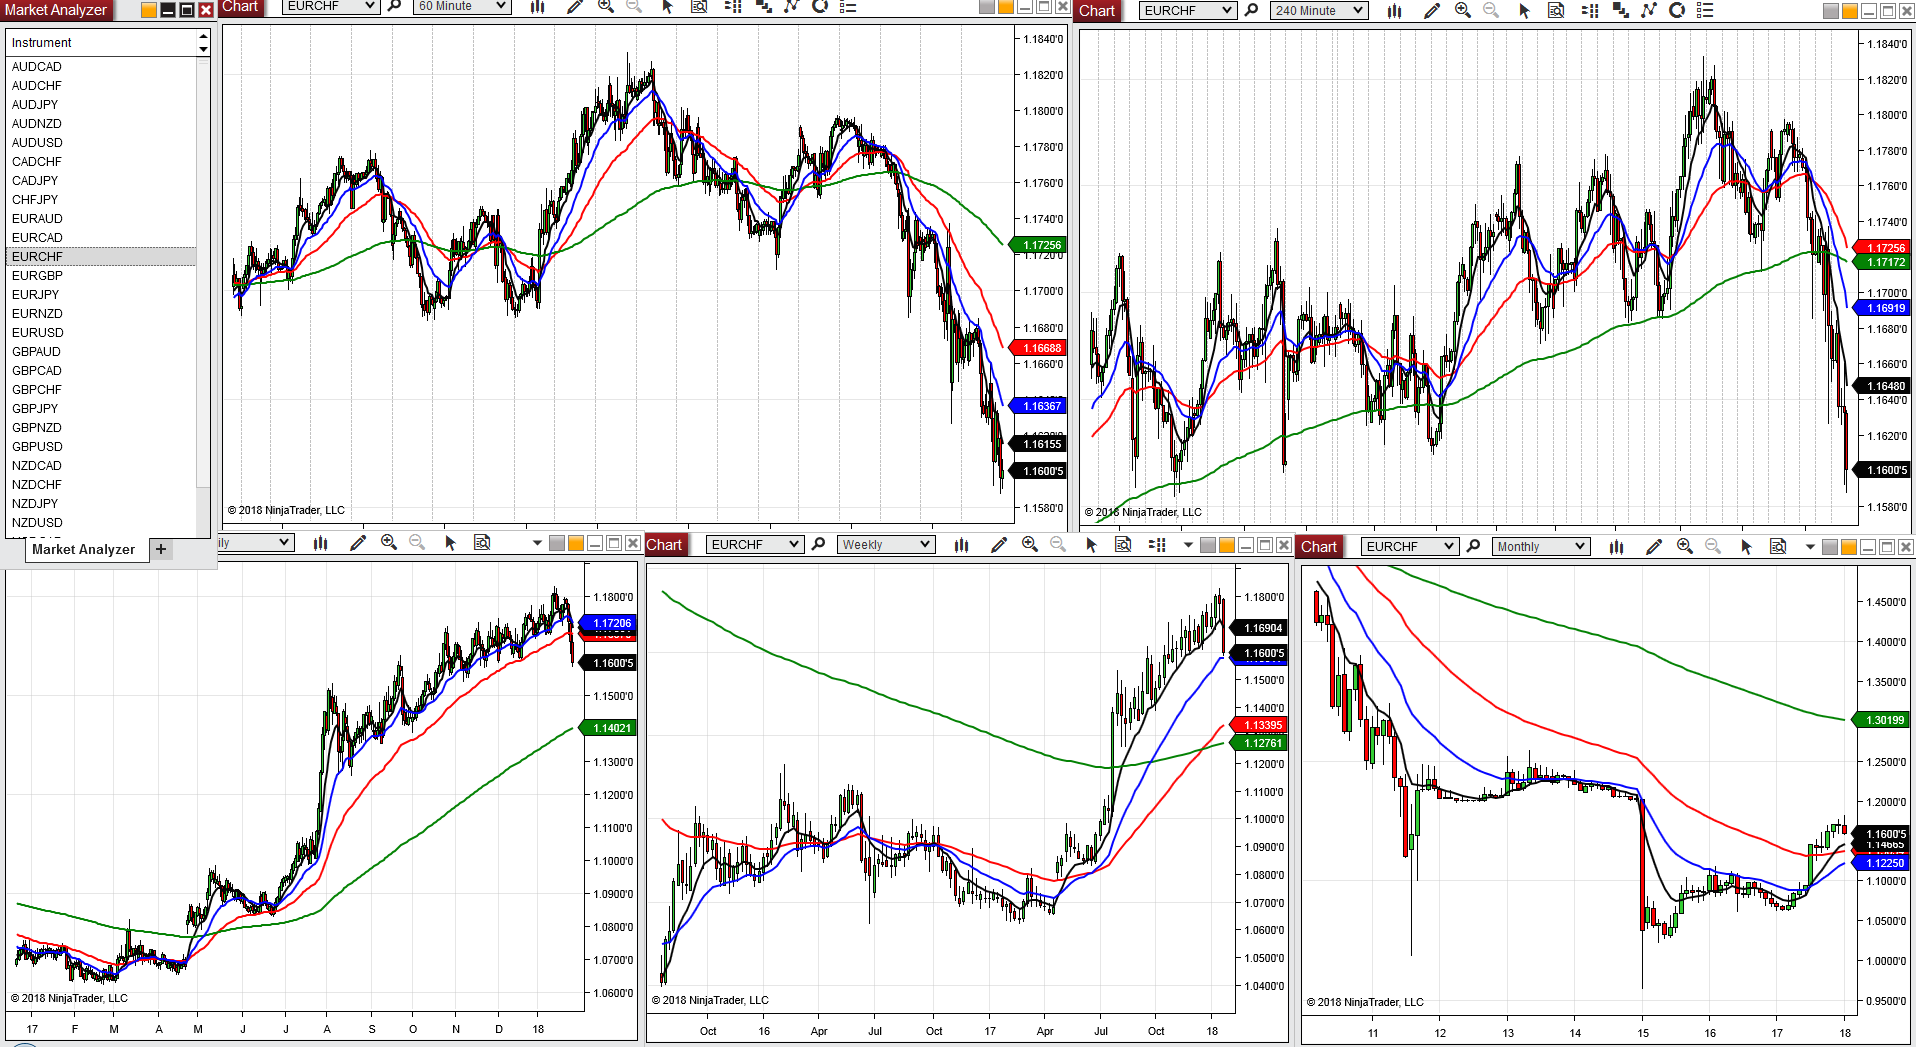 Market Analyzer
Instrument
AUDCAD
AUDCHF
AUDJPY
AUDNZD
AUDUSD
CADCHF
CADJPY
CHFJPY
EURAUD
EURCAD
EURCHF
EURGBP
EURJPY
EURNZD
EURUSD
GBPAUD
GBPCAD
GBPCHF
GBPJPY
GBPNZD
GBPUSD
NZDCAD
NZDCHF
NZDJPY
NZDUSD
Market Analyzer +
Chart EURCHF 60 Minute
1.1840'0
1.1820'0
1.1800'0
1.1780'0
1.1760'0
1.1740'0
1.17256
1.1720'0
1.1700'0
1.1680'0
1.16688
1.1660'0
1.16367
1.16155
1.1600'5
1.1580'0
© 2018 NinjaTrader, LLC
Chart EURCHF 240 Minute
1.1840'0
1.1820'0
1.1800'0
1.1780'0
1.1760'0
1.1740'0
1.17256
1.17172
1.1700'0
1.16919
1.1680'0
1.1660'0
1.16480
1.1640'0
1.1620'0
1.1600'5
1.1580'0
© 2018 NinjaTrader, LLC
ily
1.1800'0
1.17206
1.1600'5
1.1500'0
1.14021
1.1300'0
1.1200'0
1.1100'0
1.1000'0
1.0900'0
1.0800'0
1.0700'0
1.0600'0
© 2018 NinjaTrader, LLC
17 F M A M J J A S O N D 18
Chart EURCHF Weekly
1.1800'0
1.16904
1.1600'5
1.1500'0
1.1400'0
1.13395
1.12761
1.1200'0
1.1100'0
1.1000'0
1.0900'0
1.0800'0
1.0700'0
1.0600'0
1.0500'0
1.0400'0
© 2018 NinjaTrader, LLC
Oct 16 Apr Jul Oct 17 Apr Jul Oct 18
Chart EURCHF Monthly
1.4500'0
1.4000'0
1.3500'0
1.30199
1.2500'0
1.2000'0
1.1600'5
1.14665
1.12250
1.1000'0
1.0500'0
1.0000'0
0.9500'0
© 2018 NinjaTrader, LLC
11 12 13 14 15 16 17 18